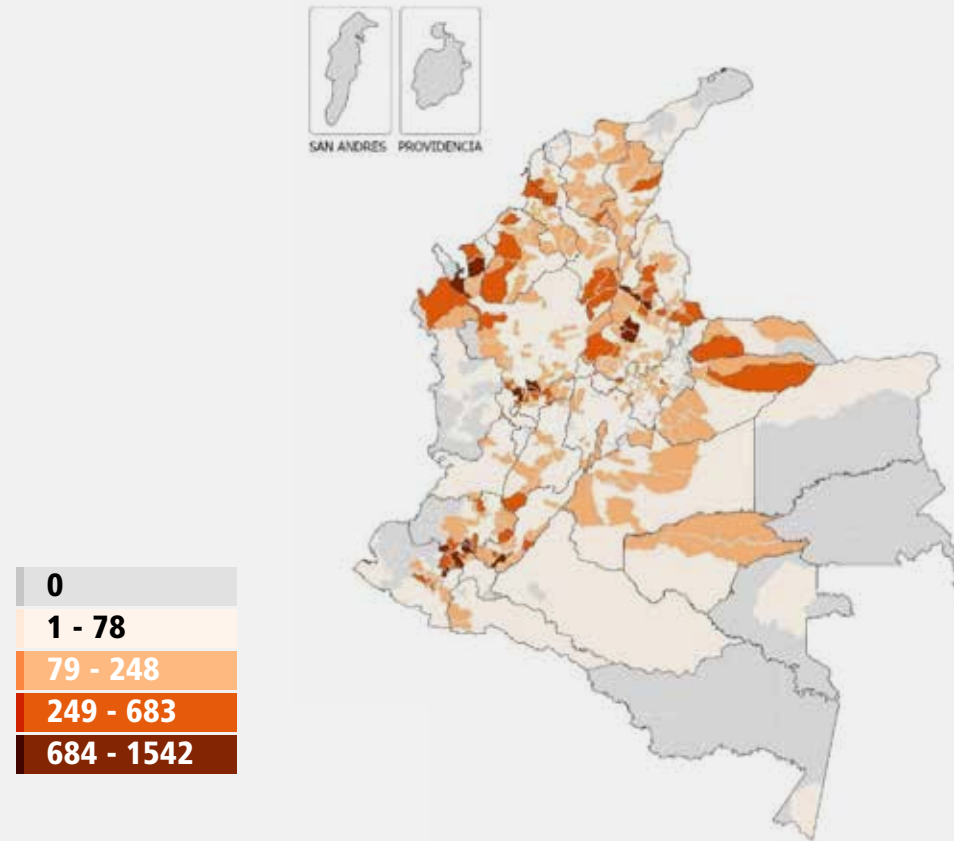 SAN ANDRES PROVIDENCIA
0
1 - 78
79 - 248
249 - 683
684 - 1542